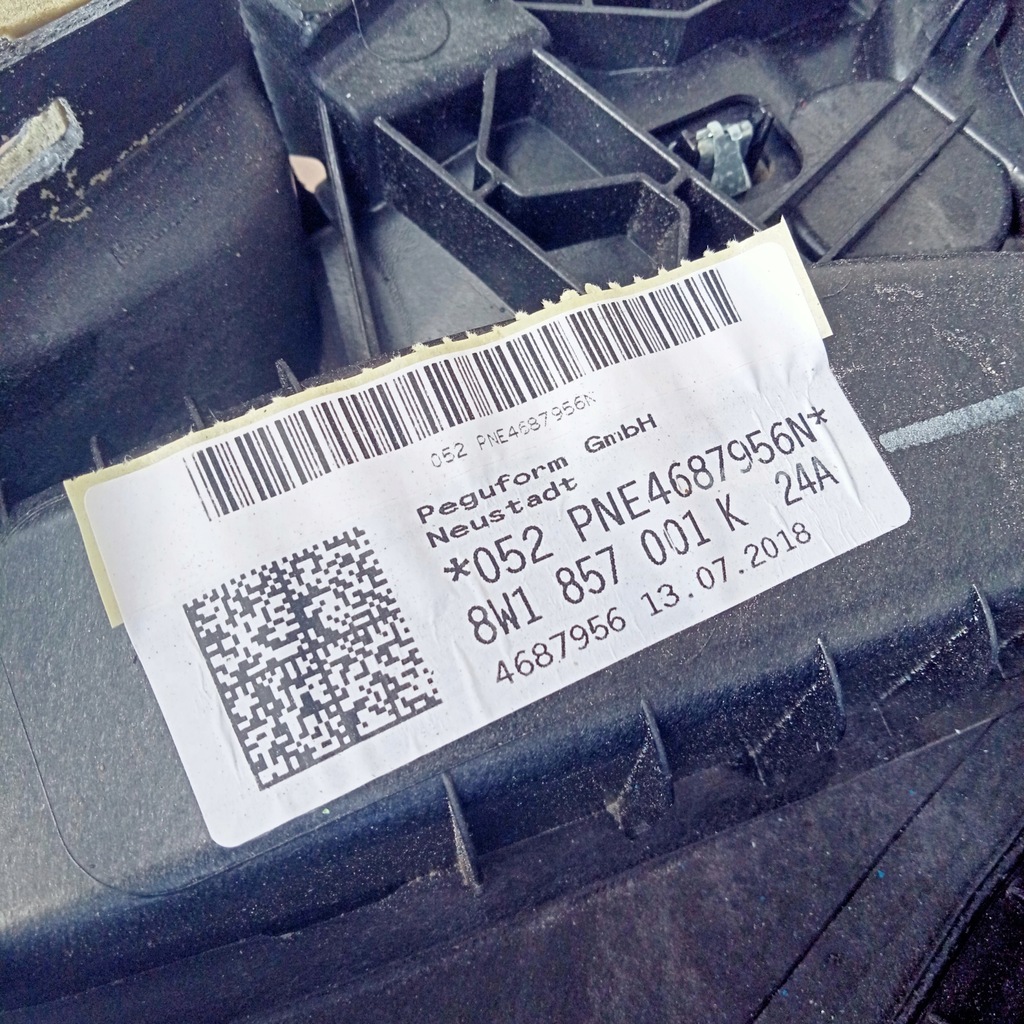 052 PNE4687956N
Peguform GmbH
Neustadt
*052 PNE4687956N*
8W1 857 001 K 24A
4687956 13.07.2018